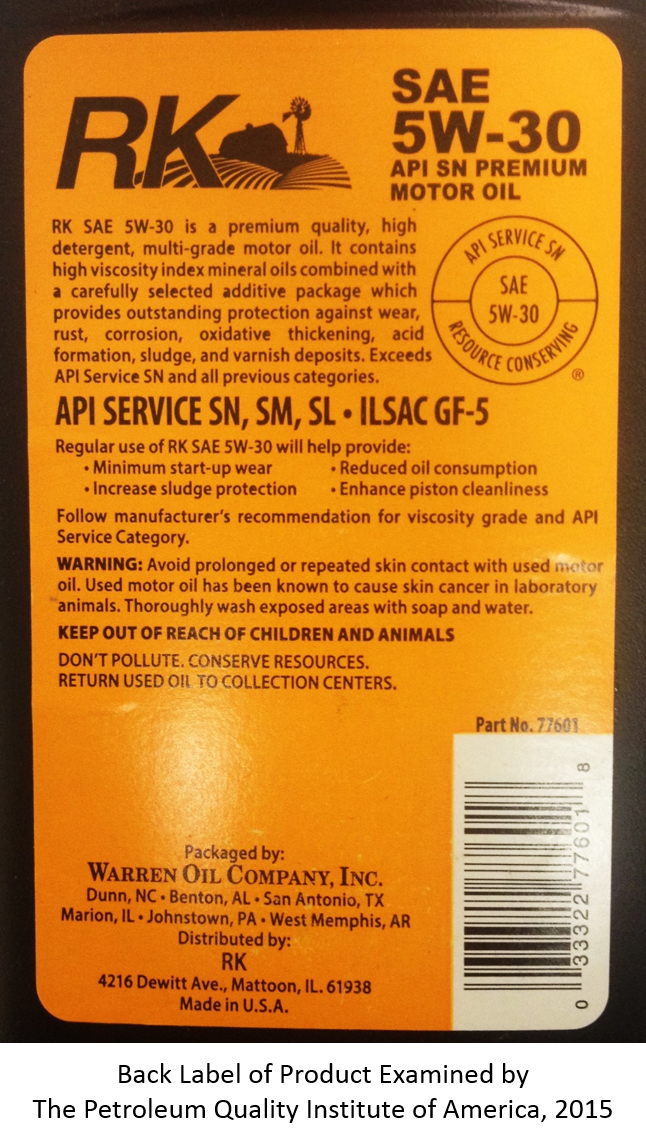 RK
SAE
5W-30
API SN PREMIUM
MOTOR OIL
RK SAE 5W-30 is a premium quality, high
detergent, multi-grade motor oil. It contains
high viscosity index mineral oils combined with
a carefully selected additive package which
provides outstanding protection against wear,
rust, corrosion, oxidative thickening, acid
formation, sludge, and varnish deposits. Exceeds
API Service SN and all previous categories.
API SERVICE SN
SAE
5W-30
RESOURCE CONSERVING
®
API SERVICE SN, SM, SL • ILSAC GF-5
Regular use of RK SAE 5W-30 will help provide:
• Minimum start-up wear • Reduced oil consumption
• Increase sludge protection • Enhance piston cleanliness
Follow manufacturer's recommendation for viscosity grade and API
Service Category.
WARNING: Avoid prolonged or repeated skin contact with used motor
oil. Used motor oil has been known to cause skin cancer in laboratory
animals. Thoroughly wash exposed areas with soap and water.
KEEP OUT OF REACH OF CHILDREN AND ANIMALS
DON'T POLLUTE. CONSERVE RESOURCES.
RETURN USED OIL TO COLLECTION CENTERS.
Part No. 77601
0 33322 77601 8
Packaged by:
WARREN OIL COMPANY, INC.
Dunn, NC • Benton, AL • San Antonio, TX
Marion, IL • Johnstown, PA • West Memphis, AR
Distributed by:
RK
4216 Dewitt Ave., Mattoon, IL. 61938
Made in U.S.A.
Back Label of Product Examined by
The Petroleum Quality Institute of America, 2015